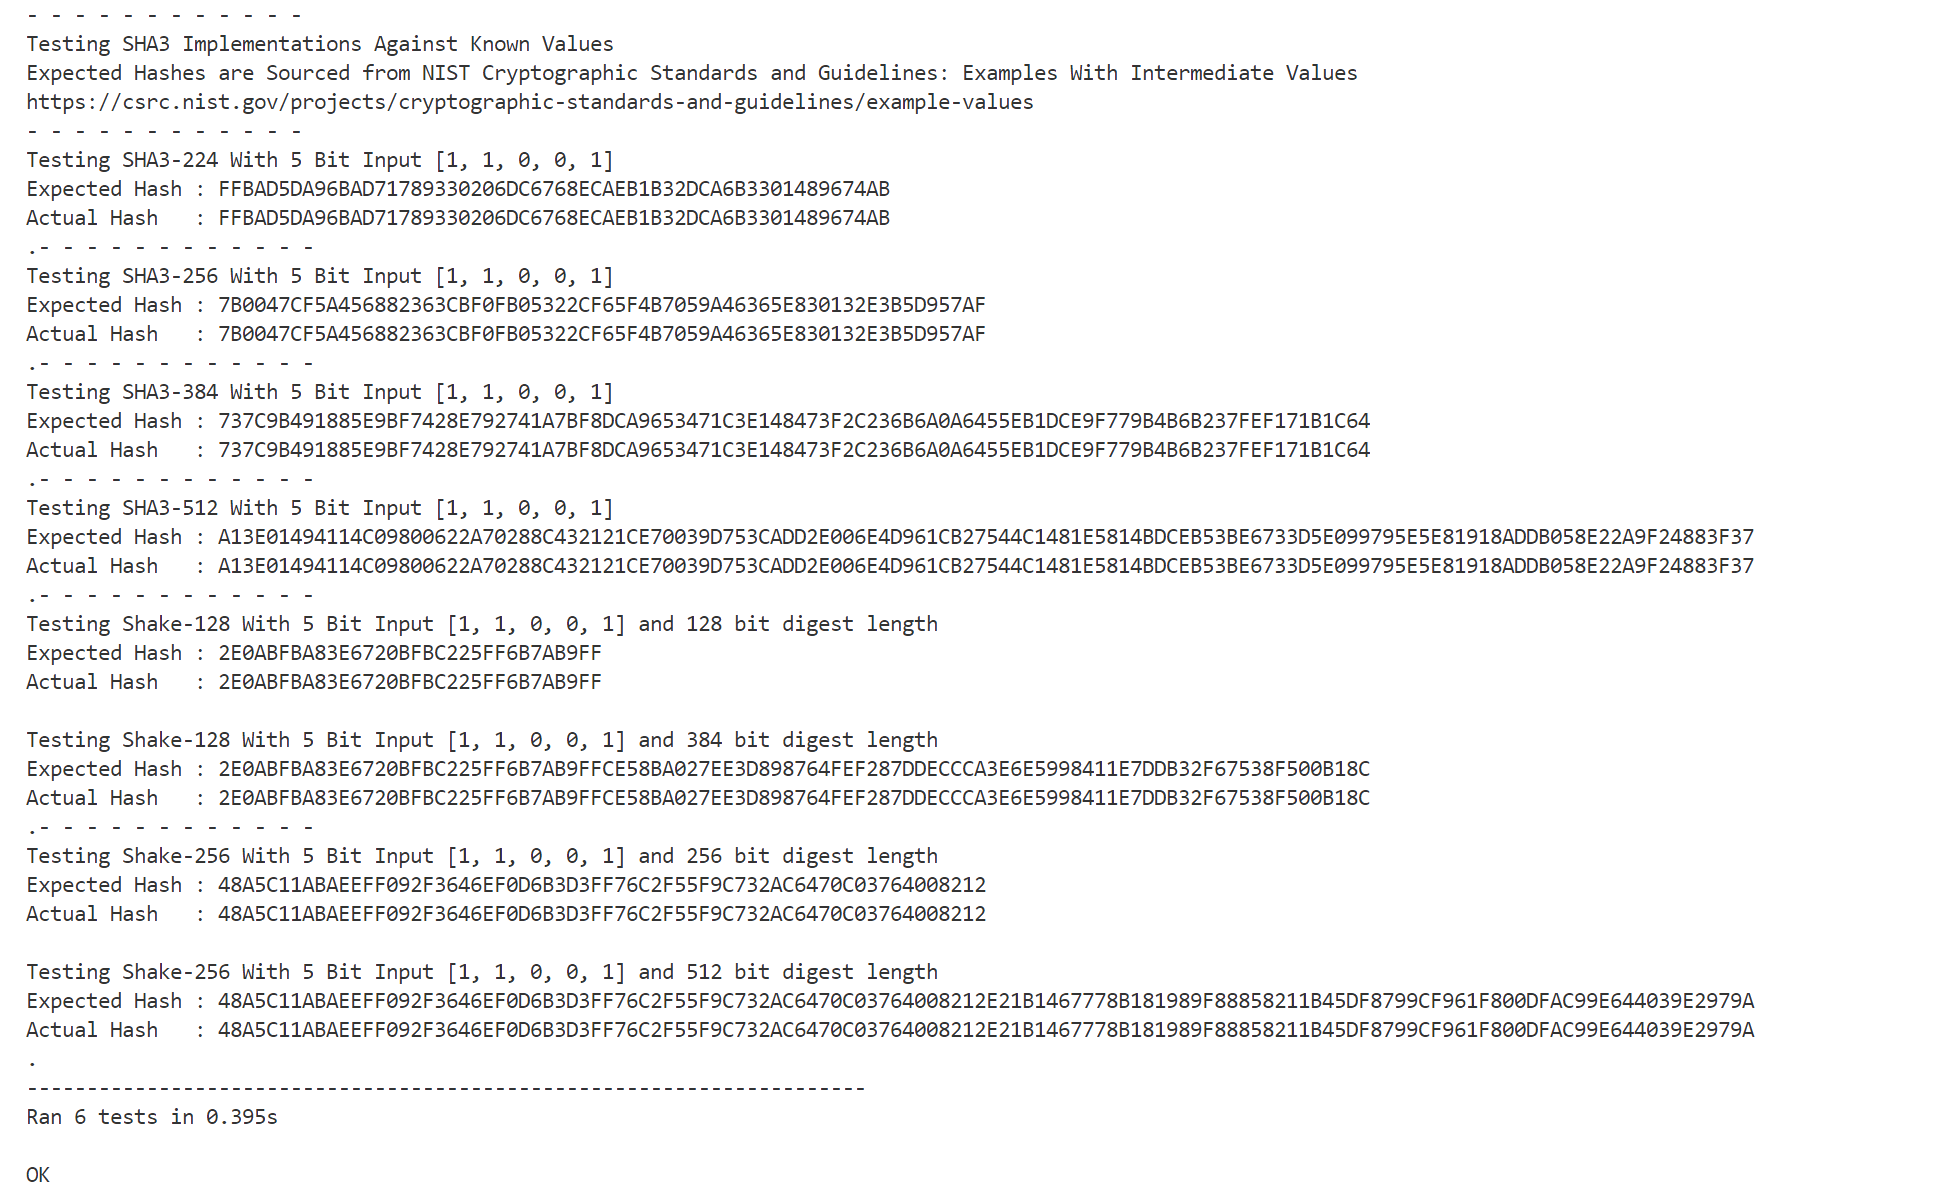 - - - - - - - - - - - -
Testing SHA3 Implementations Against Known Values
Expected Hashes are Sourced from NIST Cryptographic Standards and Guidelines: Examples With Intermediate Values
https://csrc.nist.gov/projects/cryptographic-standards-and-guidelines/example-values
- - - - - - - - - - - -
Testing SHA3-224 With 5 Bit Input [1, 1, 0, 0, 1]
Expected Hash : FFBAD5DA96BAD71789330206DC6768ECAEB1B32DCA6B3301489674AB
Actual Hash   : FFBAD5DA96BAD71789330206DC6768ECAEB1B32DCA6B3301489674AB
.- - - - - - - - - - - -
Testing SHA3-256 With 5 Bit Input [1, 1, 0, 0, 1]
Expected Hash : 7B0047CF5A456882363CBF0FB05322CF65F4B7059A46365E830132E3B5D957AF
Actual Hash   : 7B0047CF5A456882363CBF0FB05322CF65F4B7059A46365E830132E3B5D957AF
.- - - - - - - - - - - -
Testing SHA3-384 With 5 Bit Input [1, 1, 0, 0, 1]
Expected Hash : 737C9B491885E9BF7428E792741A7BF8DCA9653471C3E148473F2C236B6A0A6455EB1DCE9F779B4B6B237FEF171B1C64
Actual Hash   : 737C9B491885E9BF7428E792741A7BF8DCA9653471C3E148473F2C236B6A0A6455EB1DCE9F779B4B6B237FEF171B1C64
.- - - - - - - - - - - -
Testing SHA3-512 With 5 Bit Input [1, 1, 0, 0, 1]
Expected Hash : A13E01494114C09800622A70288C432121CE70039D753CADD2E006E4D961CB27544C1481E5814BDCEB53BE6733D5E099795E5E81918ADDB058E22A9F24883F37
Actual Hash   : A13E01494114C09800622A70288C432121CE70039D753CADD2E006E4D961CB27544C1481E5814BDCEB53BE6733D5E099795E5E81918ADDB058E22A9F24883F37
.- - - - - - - - - - - -
Testing Shake-128 With 5 Bit Input [1, 1, 0, 0, 1] and 128 bit digest length
Expected Hash : 2E0ABFBA83E6720BFBC225FF6B7AB9FF
Actual Hash   : 2E0ABFBA83E6720BFBC225FF6B7AB9FF

Testing Shake-128 With 5 Bit Input [1, 1, 0, 0, 1] and 384 bit digest length
Expected Hash : 2E0ABFBA83E6720BFBC225FF6B7AB9FFCE58BA027EE3D898764FEF287DDECCCA3E6E5998411E7DDB32F67538F500B18C
Actual Hash   : 2E0ABFBA83E6720BFBC225FF6B7AB9FFCE58BA027EE3D898764FEF287DDECCCA3E6E5998411E7DDB32F67538F500B18C
.- - - - - - - - - - - -
Testing Shake-256 With 5 Bit Input [1, 1, 0, 0, 1] and 256 bit digest length
Expected Hash : 48A5C11ABAEEFF092F3646EF0D6B3D3FF76C2F55F9C732AC6470C03764008212
Actual Hash   : 48A5C11ABAEEFF092F3646EF0D6B3D3FF76C2F55F9C732AC6470C03764008212

Testing Shake-256 With 5 Bit Input [1, 1, 0, 0, 1] and 512 bit digest length
Expected Hash : 48A5C11ABAEEFF092F3646EF0D6B3D3FF76C2F55F9C732AC6470C03764008212E21B1467778B181989F88858211B45DF8799CF961F800DFAC99E644039E2979A
Actual Hash   : 48A5C11ABAEEFF092F3646EF0D6B3D3FF76C2F55F9C732AC6470C03764008212E21B1467778B181989F88858211B45DF8799CF961F800DFAC99E644039E2979A
.
----------------------------------------------------------------------
Ran 6 tests in 0.395s

OK